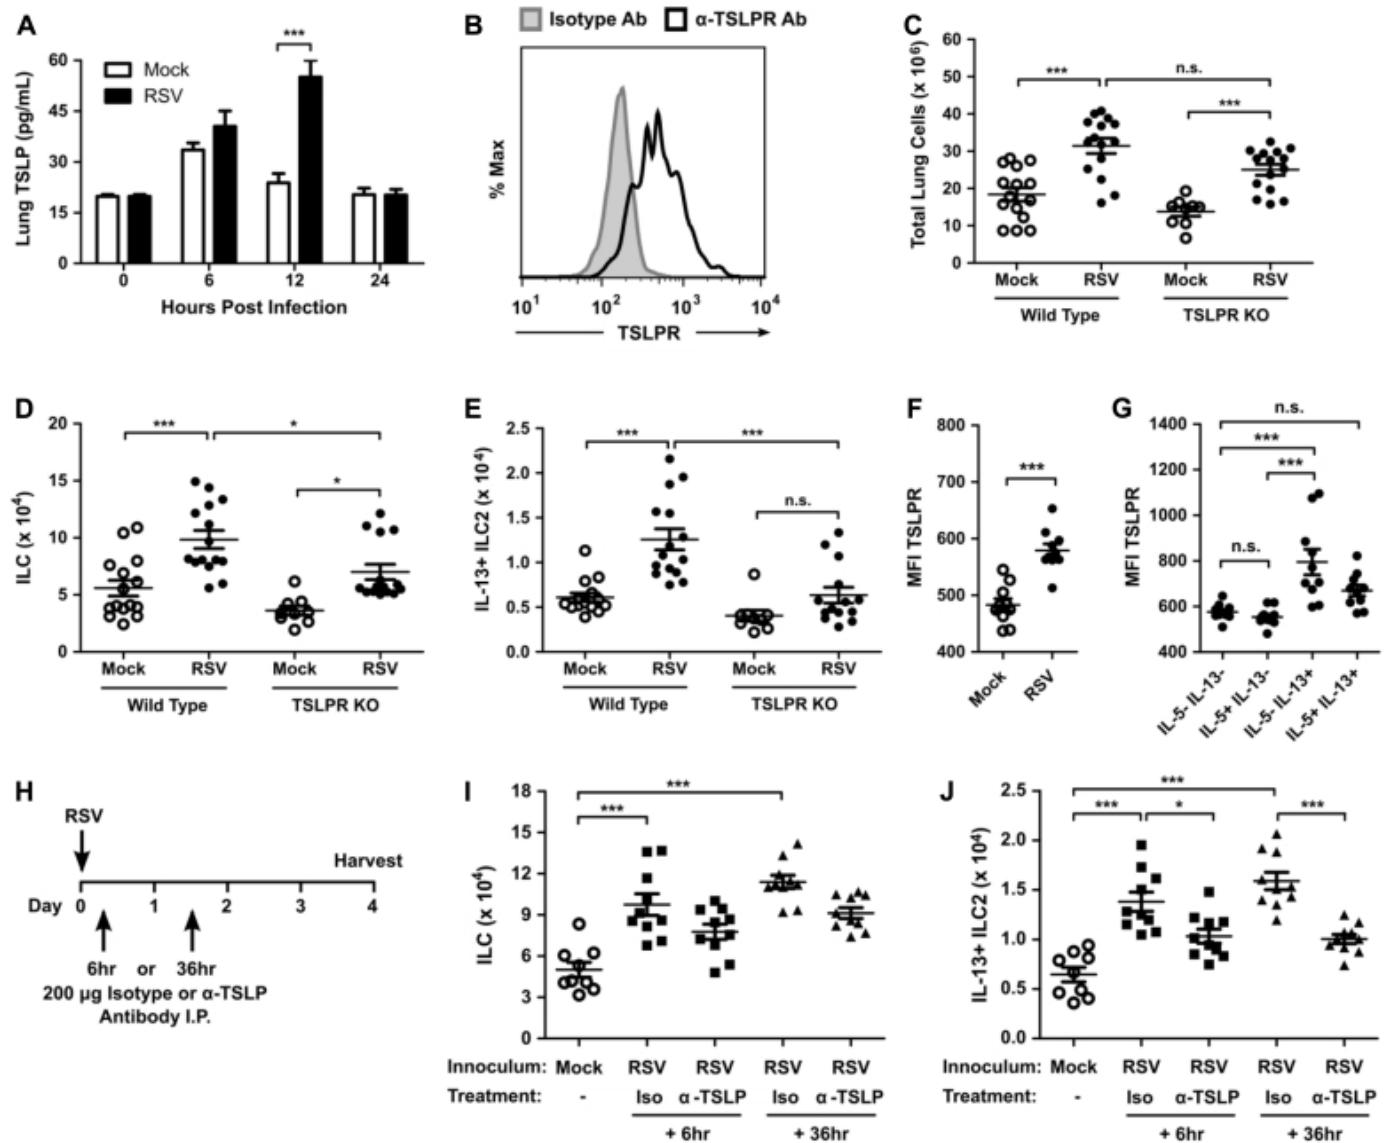 A
***
Mock
RSV
Lung TSLP (pg/mL)
60
45
30
15
0
0 6 12 24
Hours Post Infection
B
Isotype Ab α-TSLPR Ab
% Max
10¹ 10² 10³ 10⁴
TSLPR
C
Total Lung Cells (x 10⁶)
60
50
40
30
20
10
0
*** n.s.
***
Mock RSV Mock RSV
Wild Type TSLPR KO
D
ILC (x 10⁴)
20
15
10
5
0
*** *
*
Mock RSV Mock RSV
Wild Type TSLPR KO
E
IL-13+ ILC2 (x 10⁴)
2.5
2.0
1.5
1.0
0.5
0.0
*** ***
n.s.
Mock RSV Mock RSV
Wild Type TSLPR KO
F
MFI TSLPR
800
700
600
500
400
***
Mock RSV
G
MFI TSLPR
1400
1200
1000
800
600
400
n.s.
***
***
n.s.
IL-5- IL-13- IL-5+ IL-13- IL-5- IL-13+ IL-5+ IL-13+
H
RSV
Harvest
Day 0 1 2 3 4
6hr or 36hr
200 µg Isotype or α-TSLP
Antibody I.P.
I
ILC (x 10⁴)
18
15
12
9
6
3
0
***
***
Innoculum: Mock RSV RSV RSV RSV
Treatment: - Iso α -TSLP Iso α -TSLP
+ 6hr + 36hr
J
IL-13+ ILC2 (x 10⁴)
2.5
2.0
1.5
1.0
0.5
0.0
***
*** * ***
Innoculum: Mock RSV RSV RSV RSV
Treatment: - Iso α-TSLP Iso α-TSLP
+ 6hr + 36hr